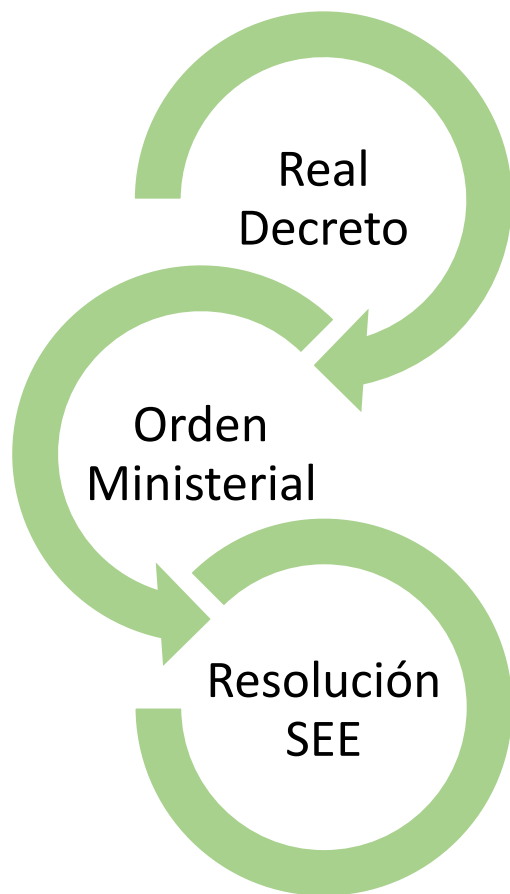 Real
Decreto
Orden
Ministerial
Resolución
SEE